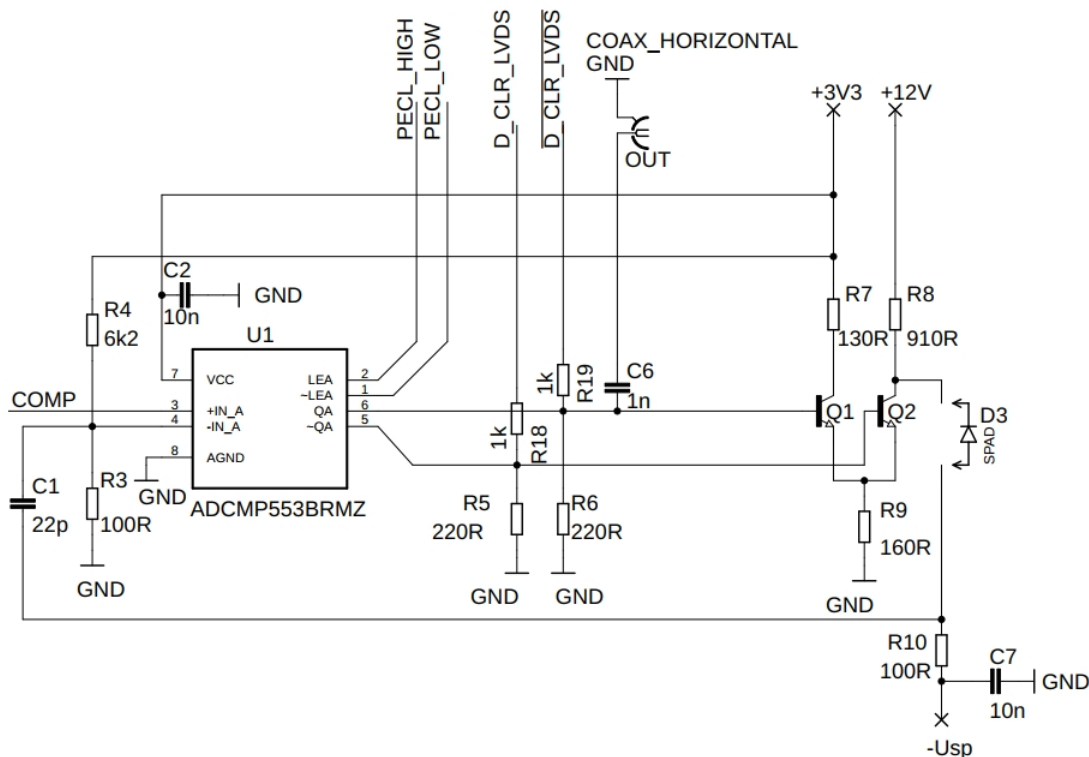 PECL_HIGH
PECL_LOW
D_CLR_LVDS
D_CLR_LVDS
COAX_HORIZONTAL
GND
OUT
+3V3
+12V
C2
10n
GND
R4
6k2
U1
R7
130R
R8
910R
7
VCC
LEA
2
~LEA
1
COMP
3
+IN_A
QA
6
4
-IN_A
~QA
5
8
AGND
GND
ADCMP553BRMZ
1k
R19
1k
R18
C6
1n
Q1
Q2
D3
SPAD
C1
22p
R3
100R
GND
R5
220R
GND
R6
220R
GND
R9
160R
GND
R10
100R
C7
10n
GND
-Usp